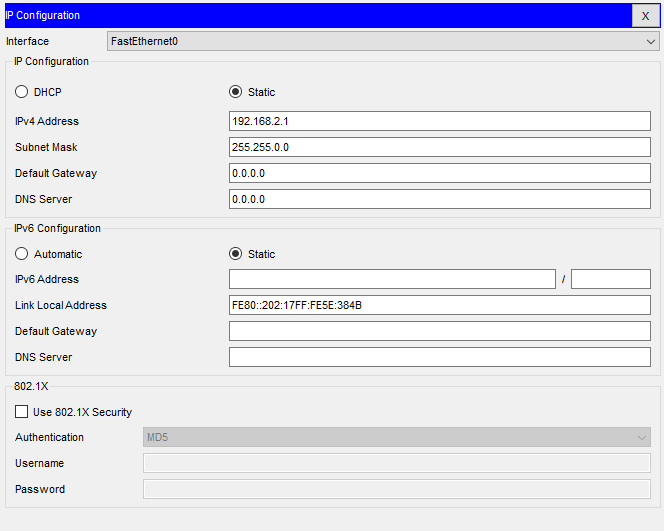 IP Configuration X
Interface FastEthernet0
IP Configuration
DHCP Static
IPv4 Address 192.168.2.1
Subnet Mask 255.255.0.0
Default Gateway 0.0.0.0
DNS Server 0.0.0.0
IPv6 Configuration
Automatic Static
IPv6 Address /
Link Local Address FE80::202:17FF:FE5E:384B
Default Gateway
DNS Server
802.1X
Use 802.1X Security
Authentication MD5
Username
Password